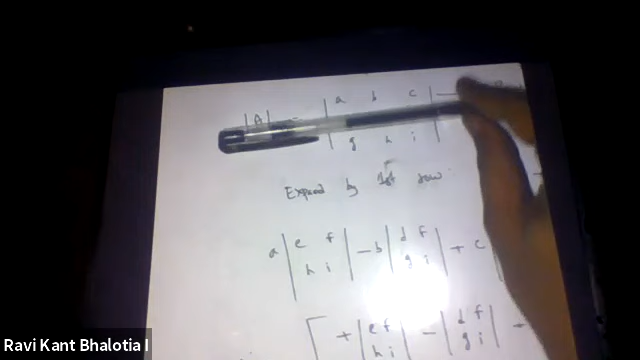 |A| = | a b c |
g h i |
Expand by 1st row
a | e f h i | - b | d f g i | + c
[ + | e f h i | - | d f g i | +
Ravi Kant Bhalotia I